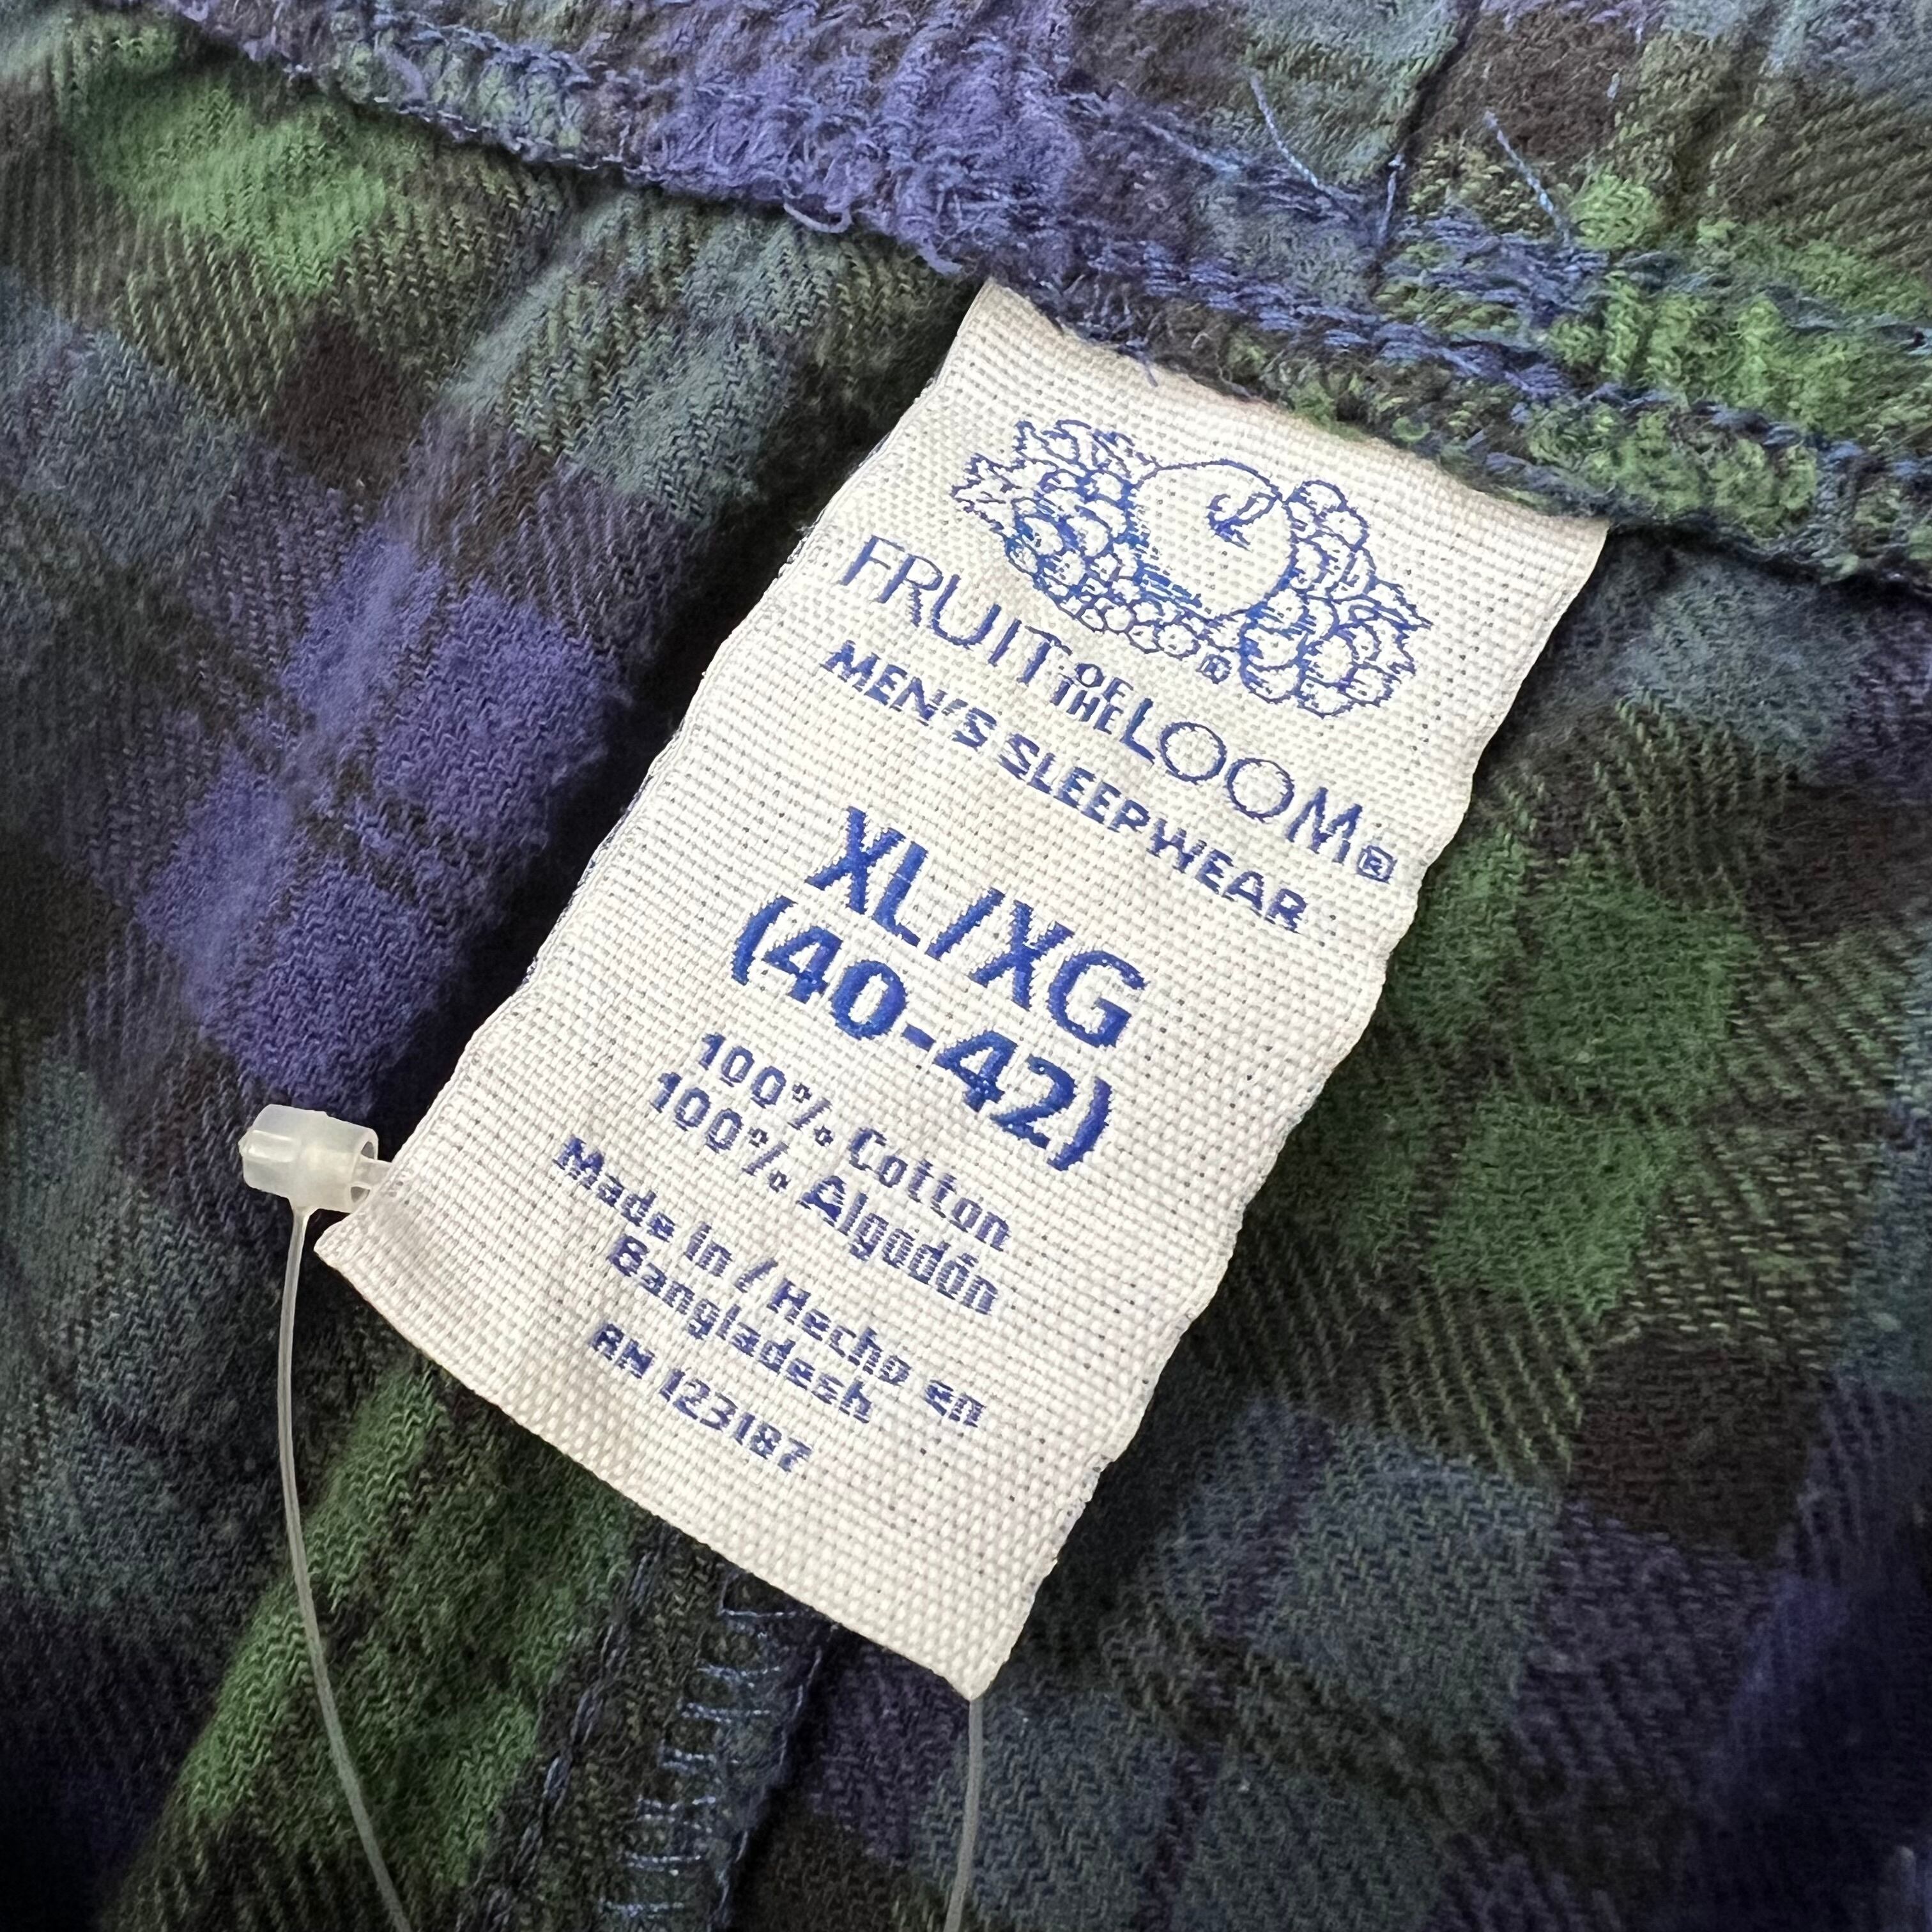 FRUIT OF THE LOOM®
MEN'S SLEEPWEAR
XL/XG
(40-42)
100% Cotton
100% Algodón
Made in / Hecho en
Bangladesh
RN 123187